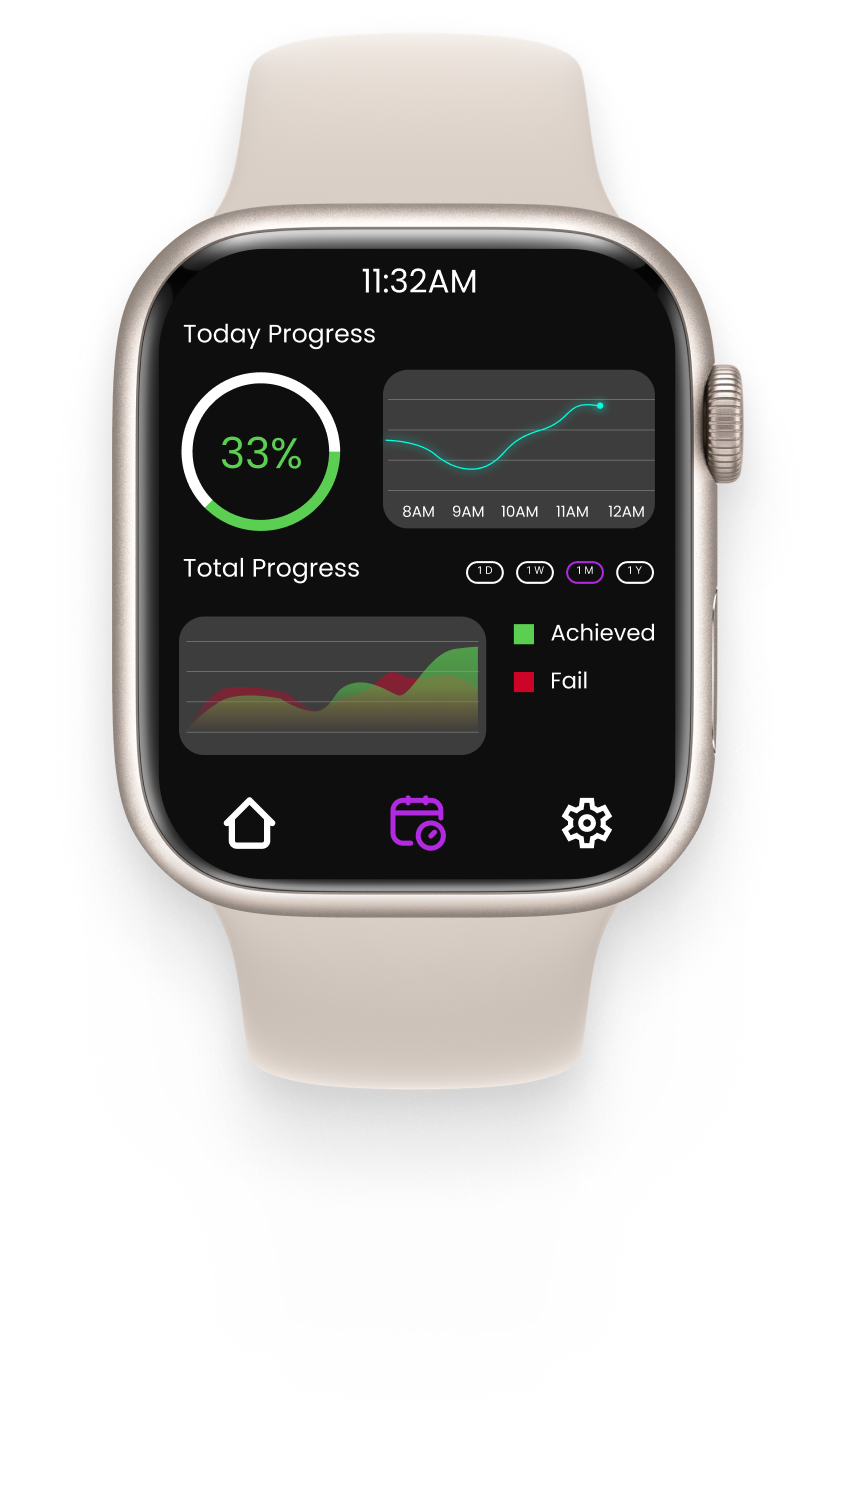 11:32AM
Today Progress
33%
8AM 9AM 10AM 11AM 12AM
Total Progress
1 D 1 W 1 M 1 Y
Achieved
Fail